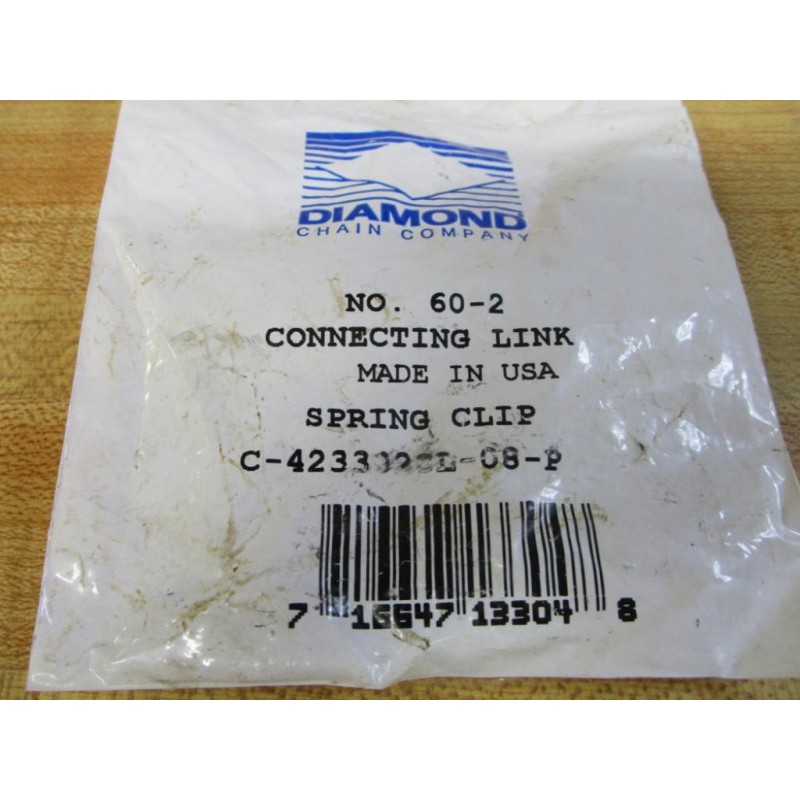 DIAMOND
CHAIN COMPANY
NO. 60-2
CONNECTING LINK
MADE IN USA
SPRING CLIP
7 16647 13304 8